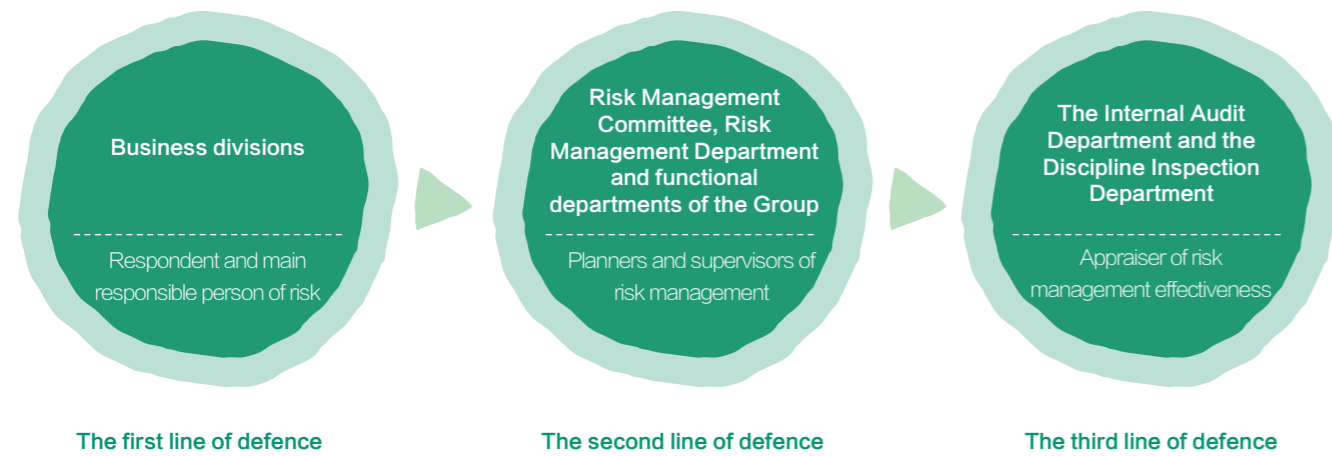 Business divisions
Respondent and main
responsible person of risk
The first line of defence
Risk Management
Committee, Risk
Management Department
and functional
departments of the Group
Planners and supervisors of
risk management
The second line of defence
The Internal Audit
Department and the
Discipline Inspection
Department
Appraiser of risk
management effectiveness
The third line of defence